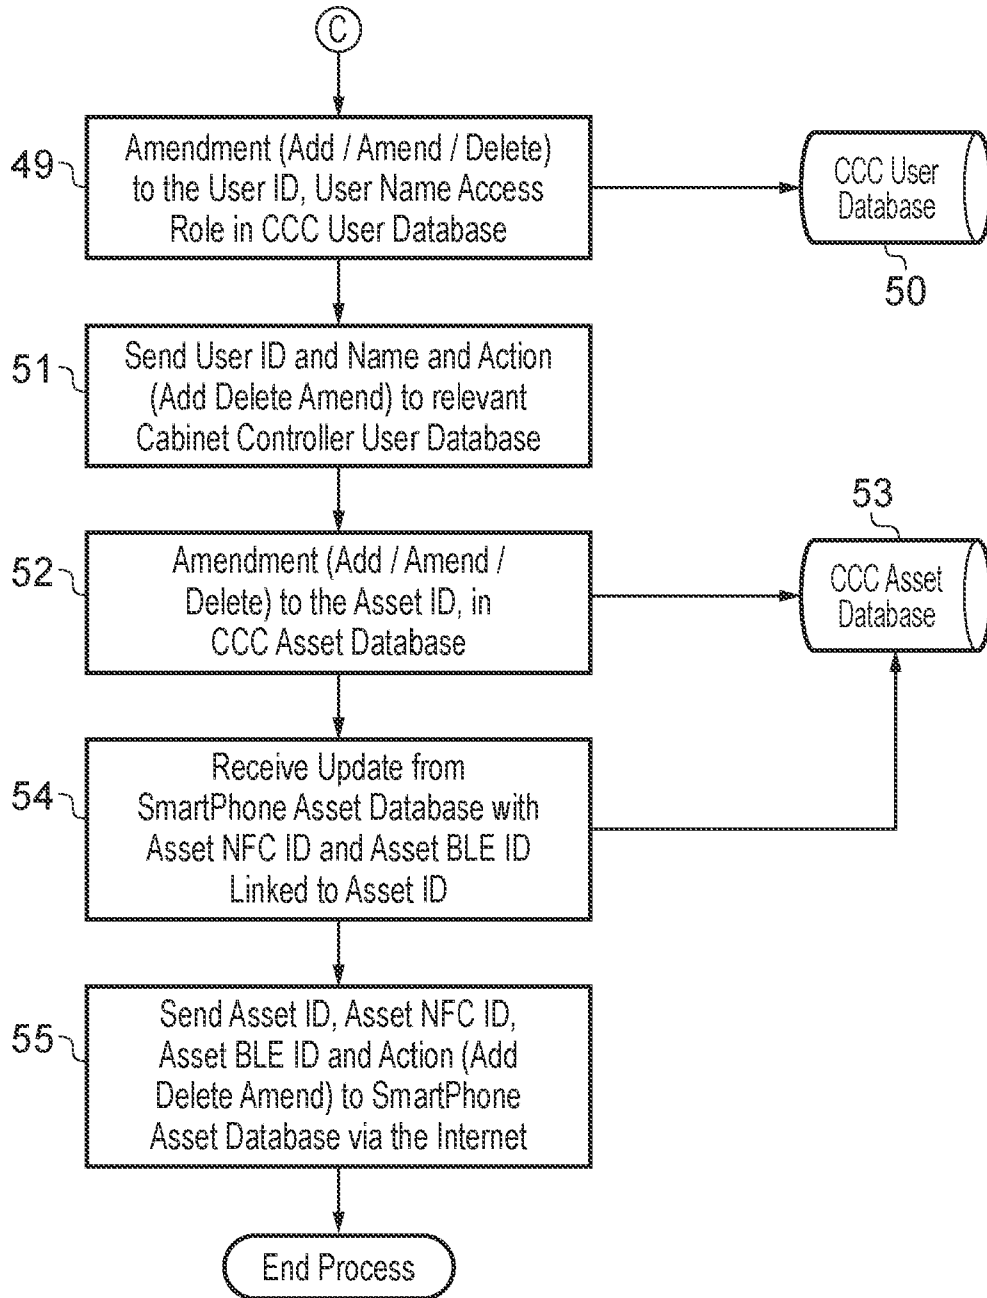 C
49
Amendment (Add / Amend / Delete)
to the User ID, User Name Access
Role in CCC User Database
CCC User
Database
50
51
Send User ID and Name and Action
(Add Delete Amend) to relevant
Cabinet Controller User Database
52
Amendment (Add / Amend /
Delete) to the Asset ID, in
CCC Asset Database
53
CCC Asset
Database
54
Receive Update from
SmartPhone Asset Database with
Asset NFC ID and Asset BLE ID
Linked to Asset ID
55
Send Asset ID, Asset NFC ID,
Asset BLE ID and Action (Add
Delete Amend) to SmartPhone
Asset Database via the Internet
End Process